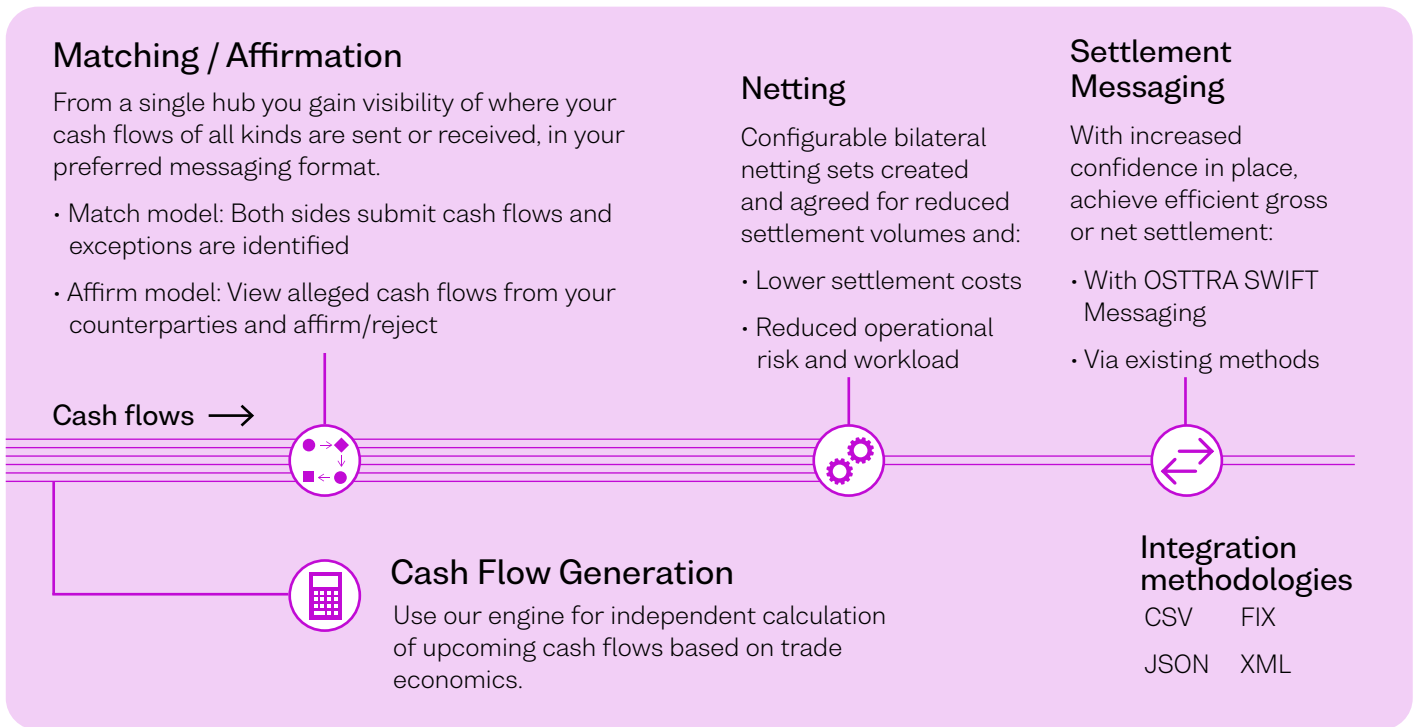 Matching / Affirmation
From a single hub you gain visibility of where your
cash flows of all kinds are sent or received, in your
preferred messaging format.
• Match model: Both sides submit cash flows and
exceptions are identified
• Affirm model: View alleged cash flows from your
counterparties and affirm/reject
Netting
Configurable bilateral
netting sets created
and agreed for reduced
settlement volumes and:
• Lower settlement costs
• Reduced operational
risk and workload
Settlement
Messaging
With increased
confidence in place,
achieve efficient gross
or net settlement:
• With OSTTRA SWIFT
Messaging
• Via existing methods
Cash flows →
Cash Flow Generation
Use our engine for independent calculation
of upcoming cash flows based on trade
economics.
Integration
methodologies
CSV FIX
JSON XML